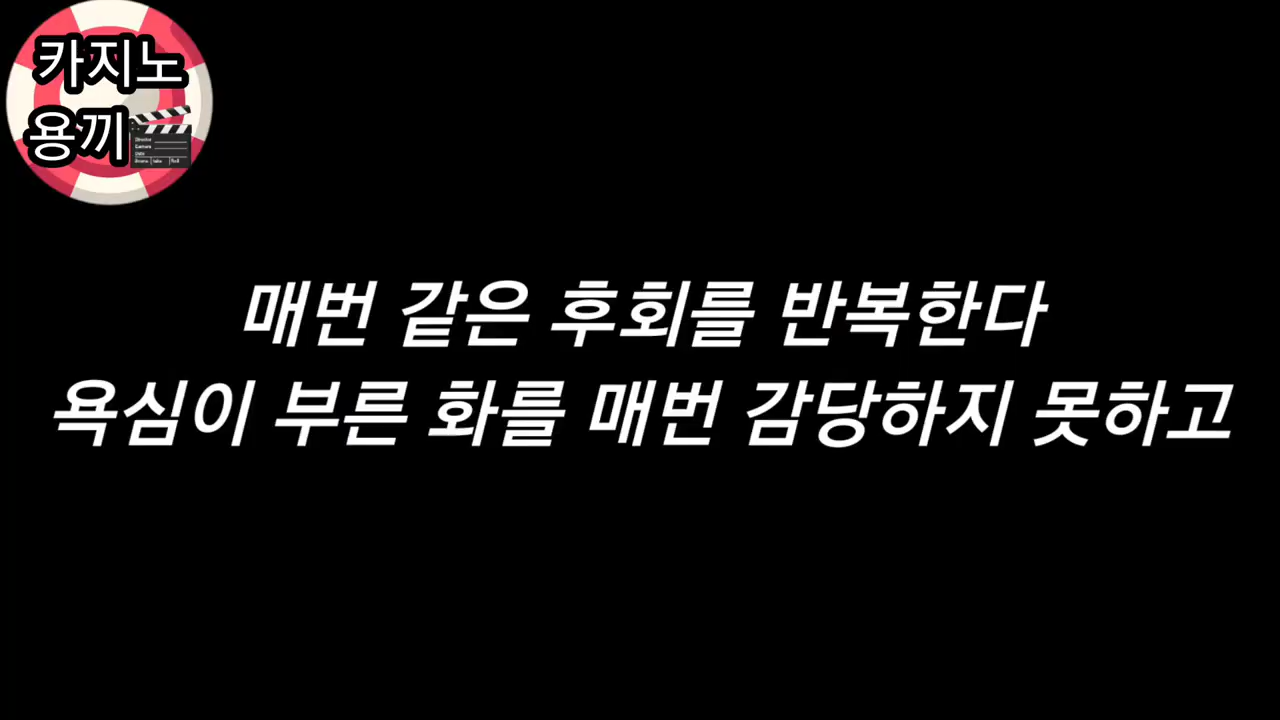 카지노
용끼
매번 같은 후회를 반복한다
욕심이 부른 화를 매번 감당하지 못하고